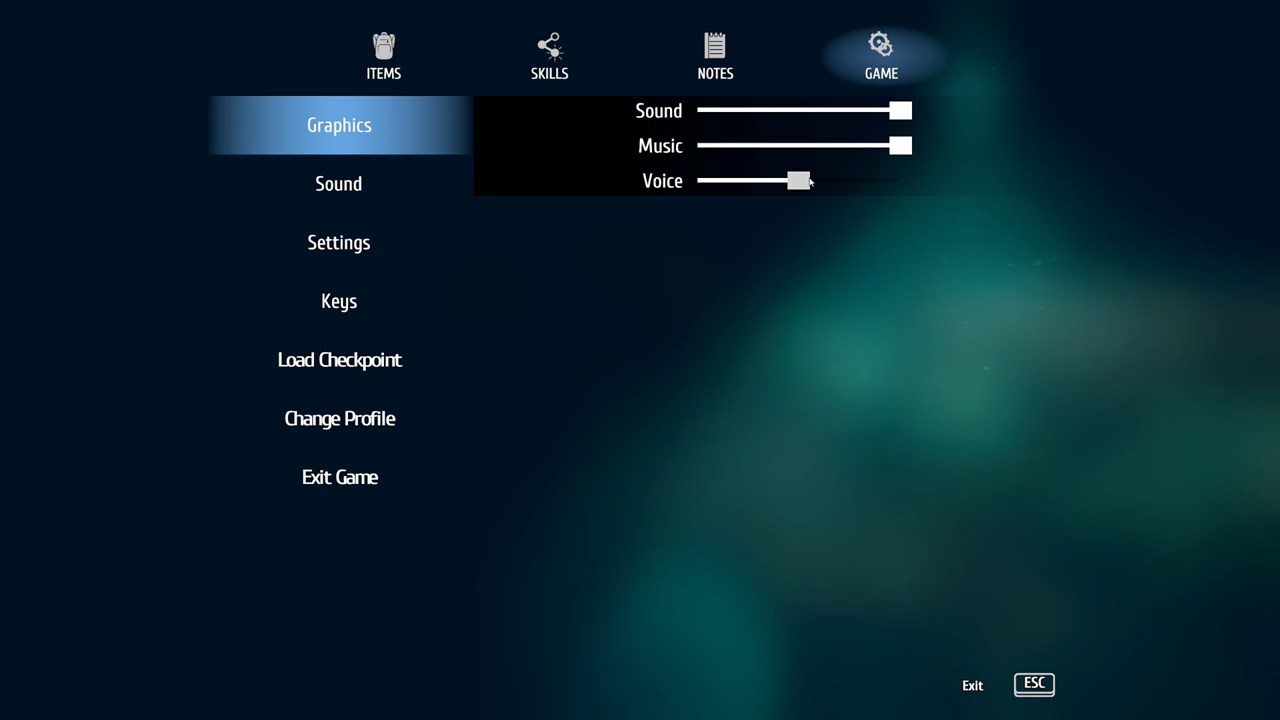 ITEMS
SKILLS
NOTES
GAME
Graphics
Sound
Settings
Keys
Load Checkpoint
Change Profile
Exit Game
Sound
Music
Voice
Exit
ESC